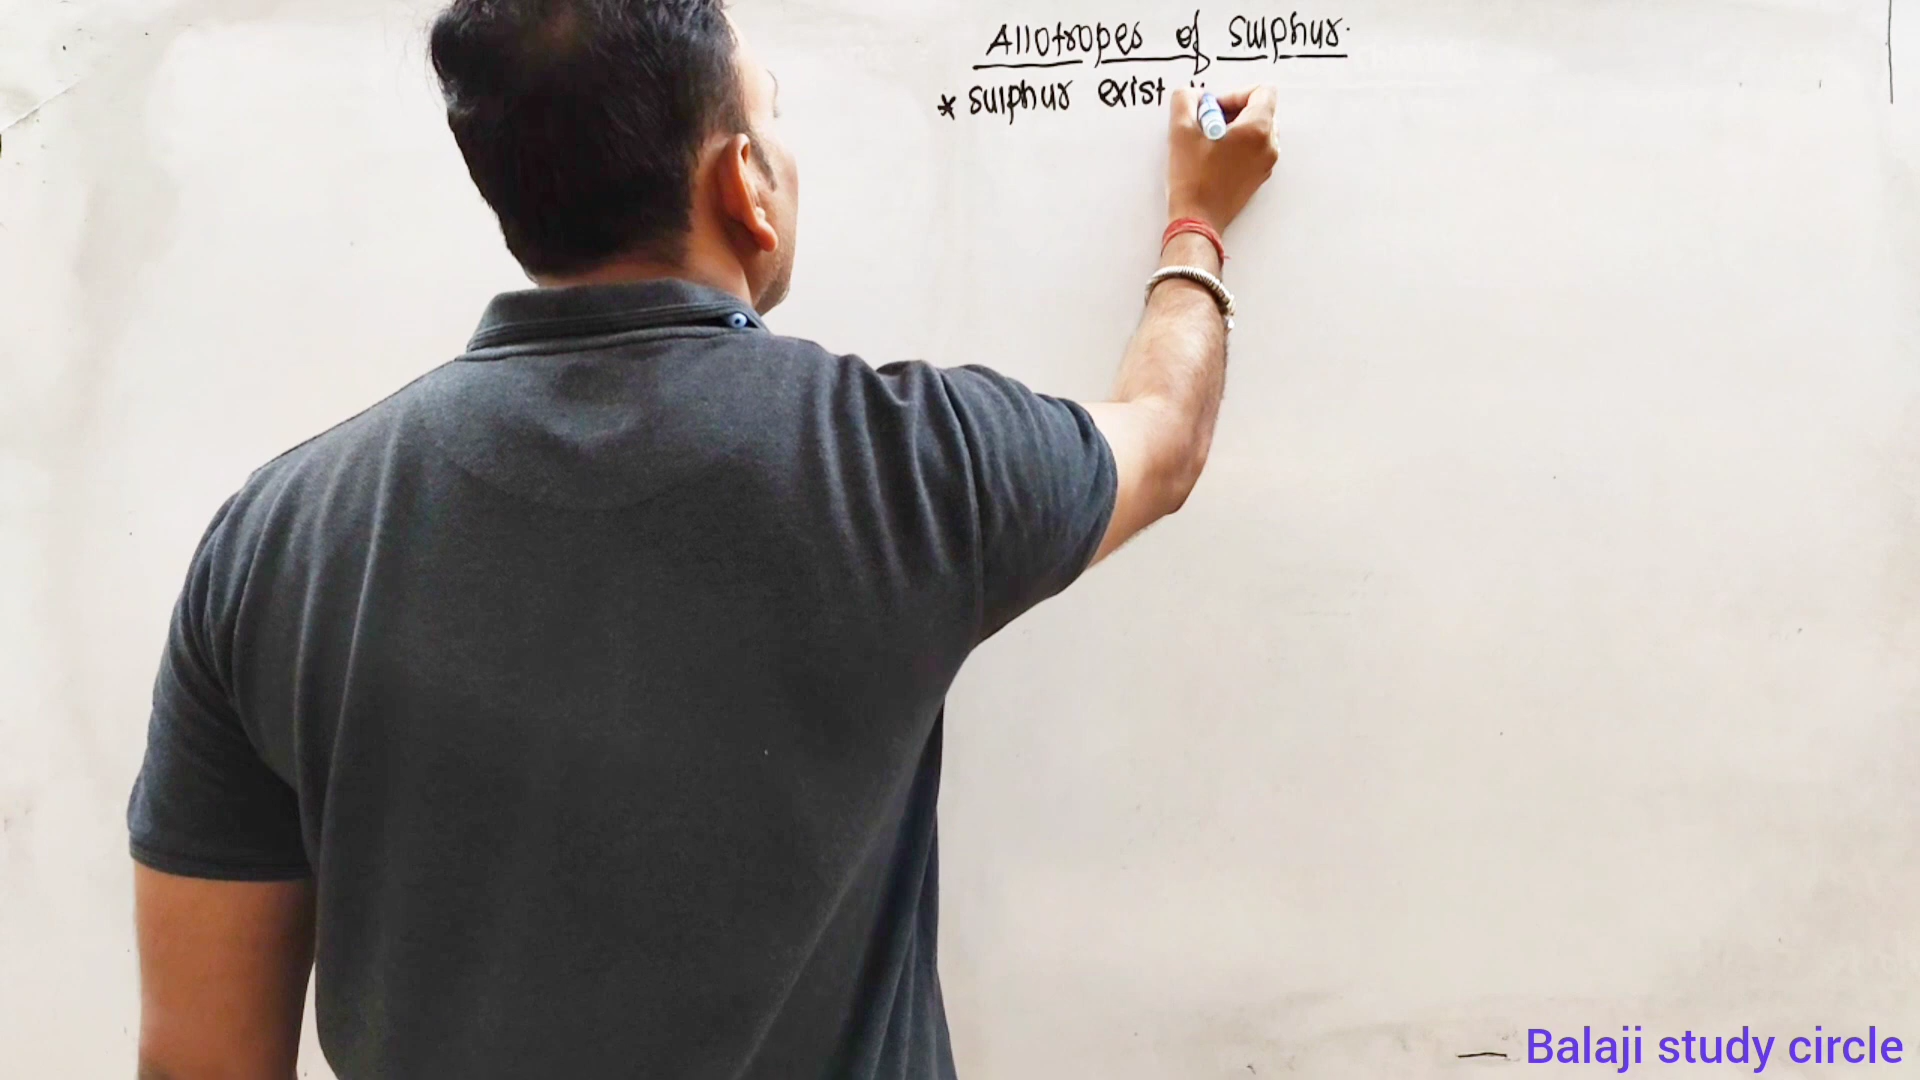 Allotropes of sulphur.
* sulphur exist
Balaji study circle